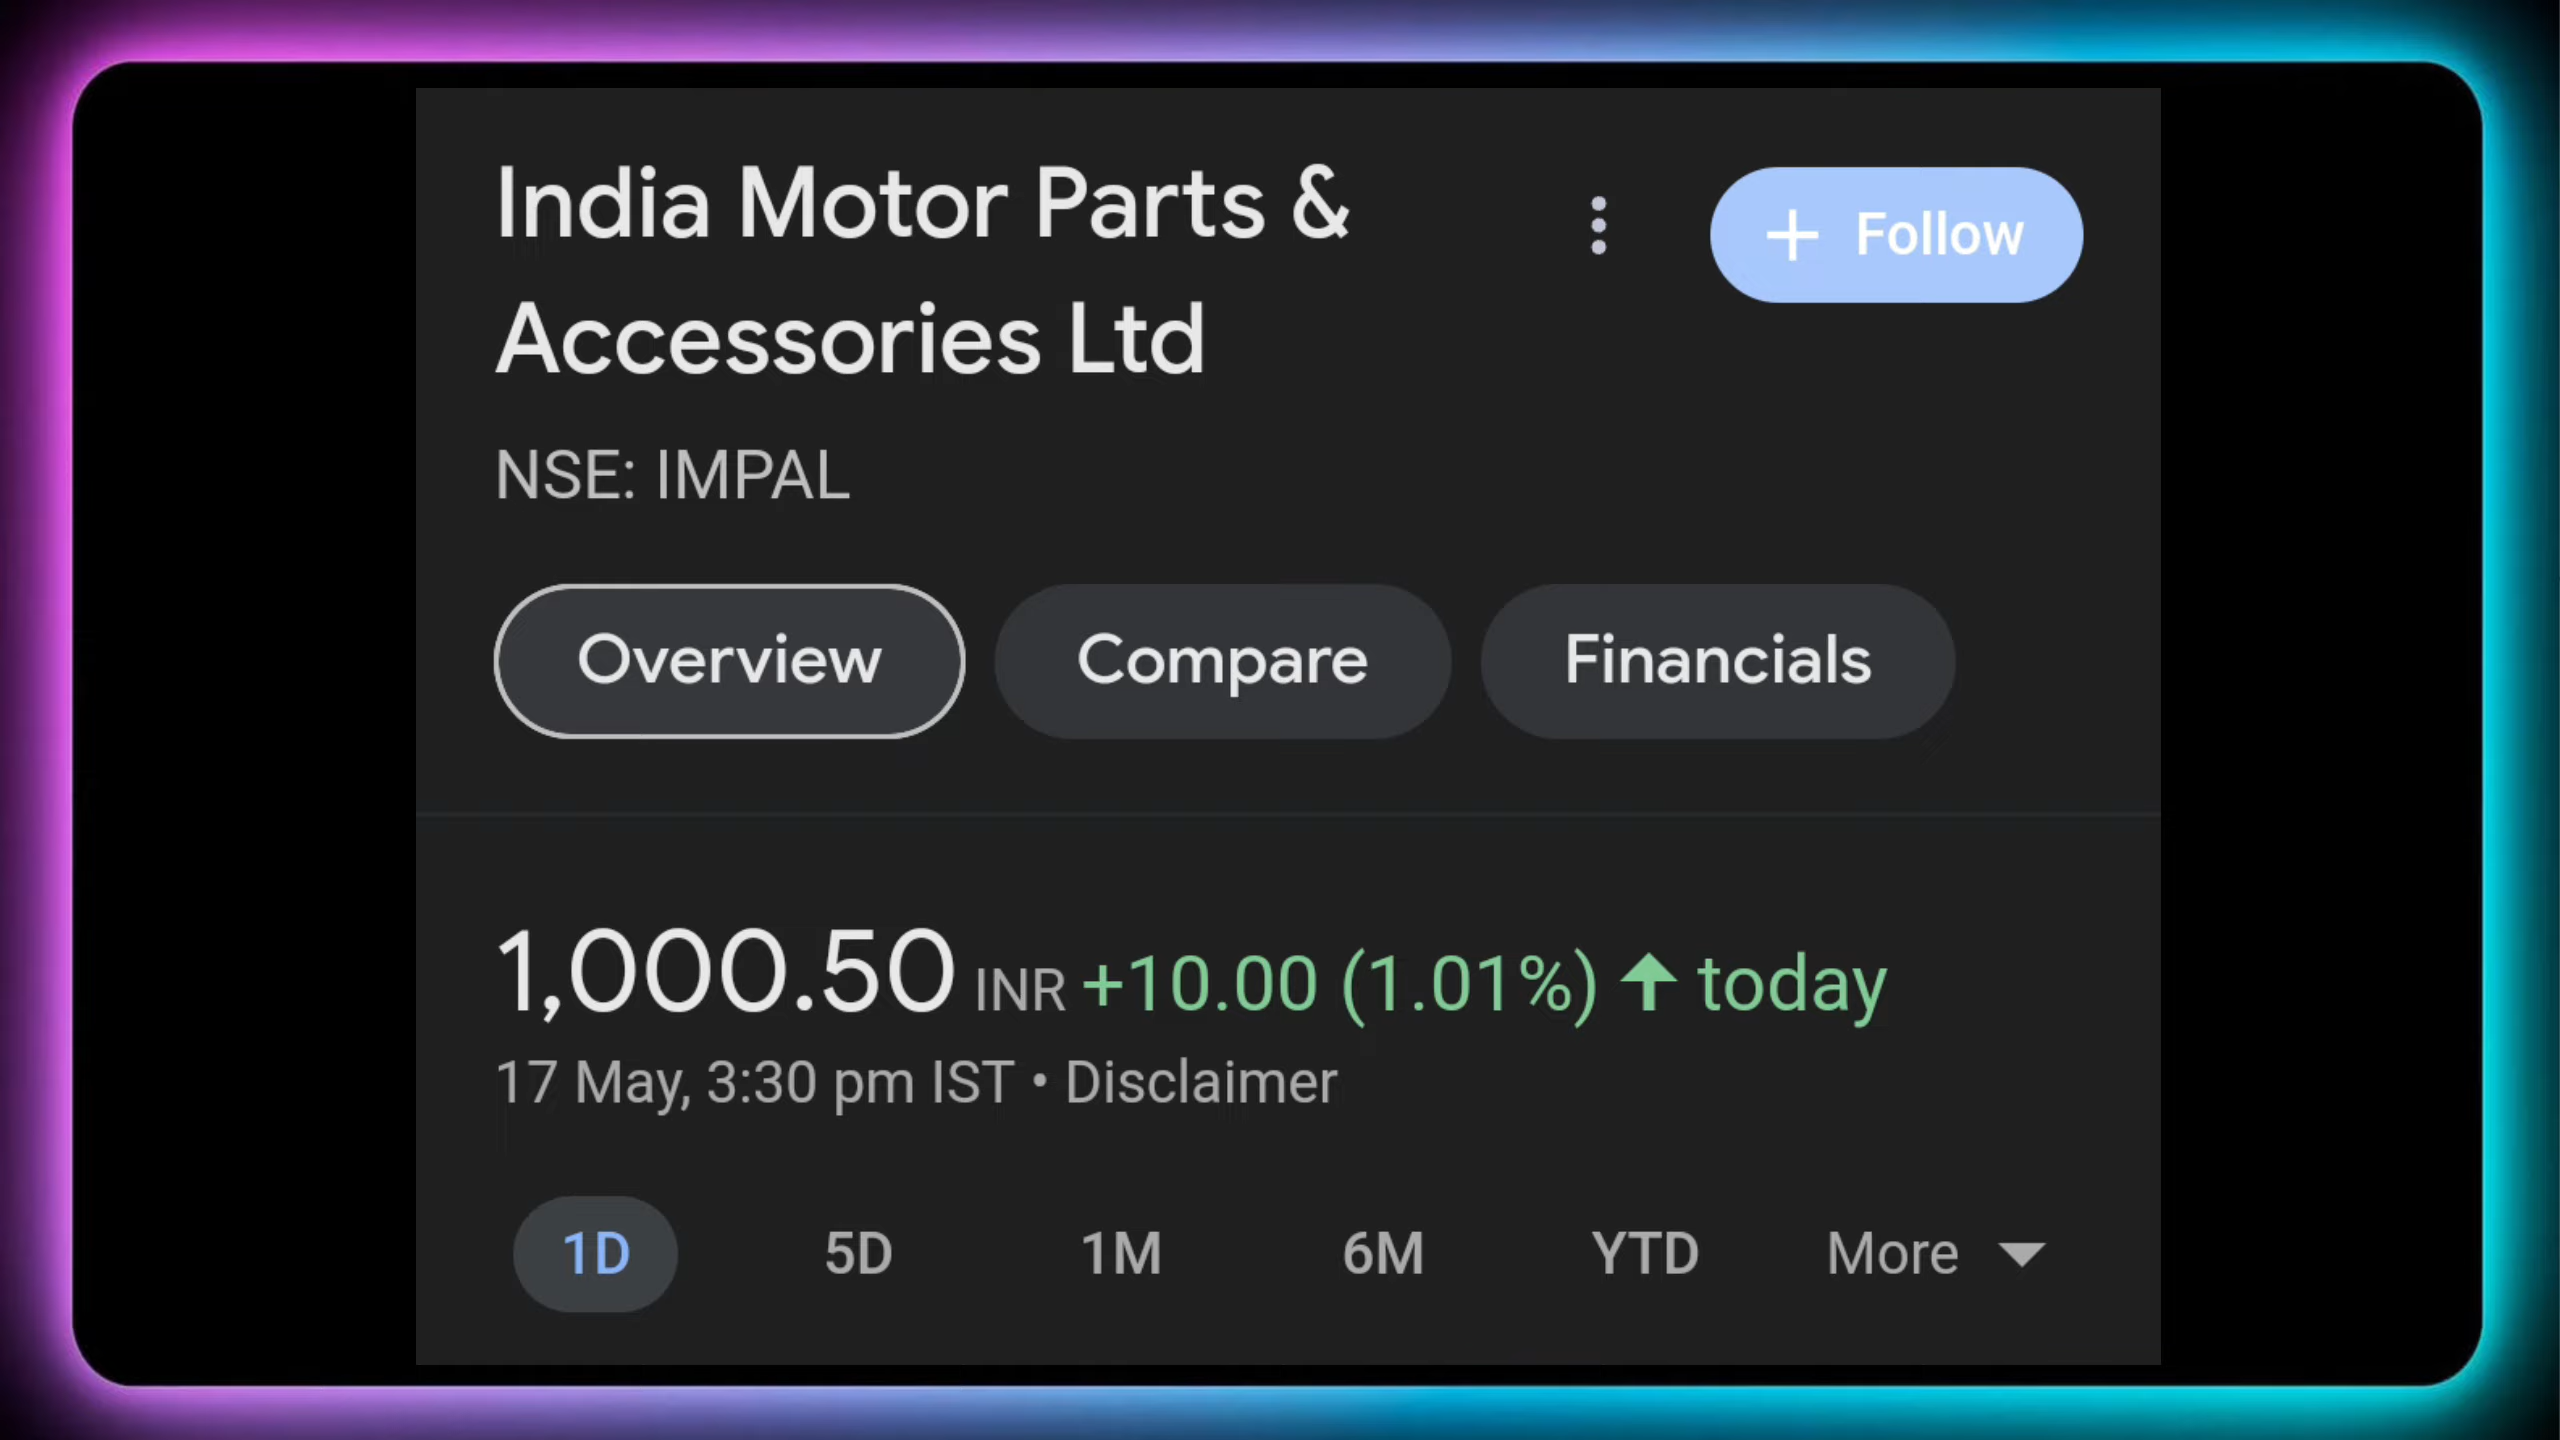 India Motor Parts &
Accessories Ltd
+ Follow
NSE: IMPAL
Overview Compare Financials
1,000.50 INR +10.00 (1.01%) ↑ today
17 May, 3:30 pm IST • Disclaimer
1D 5D 1M 6M YTD More